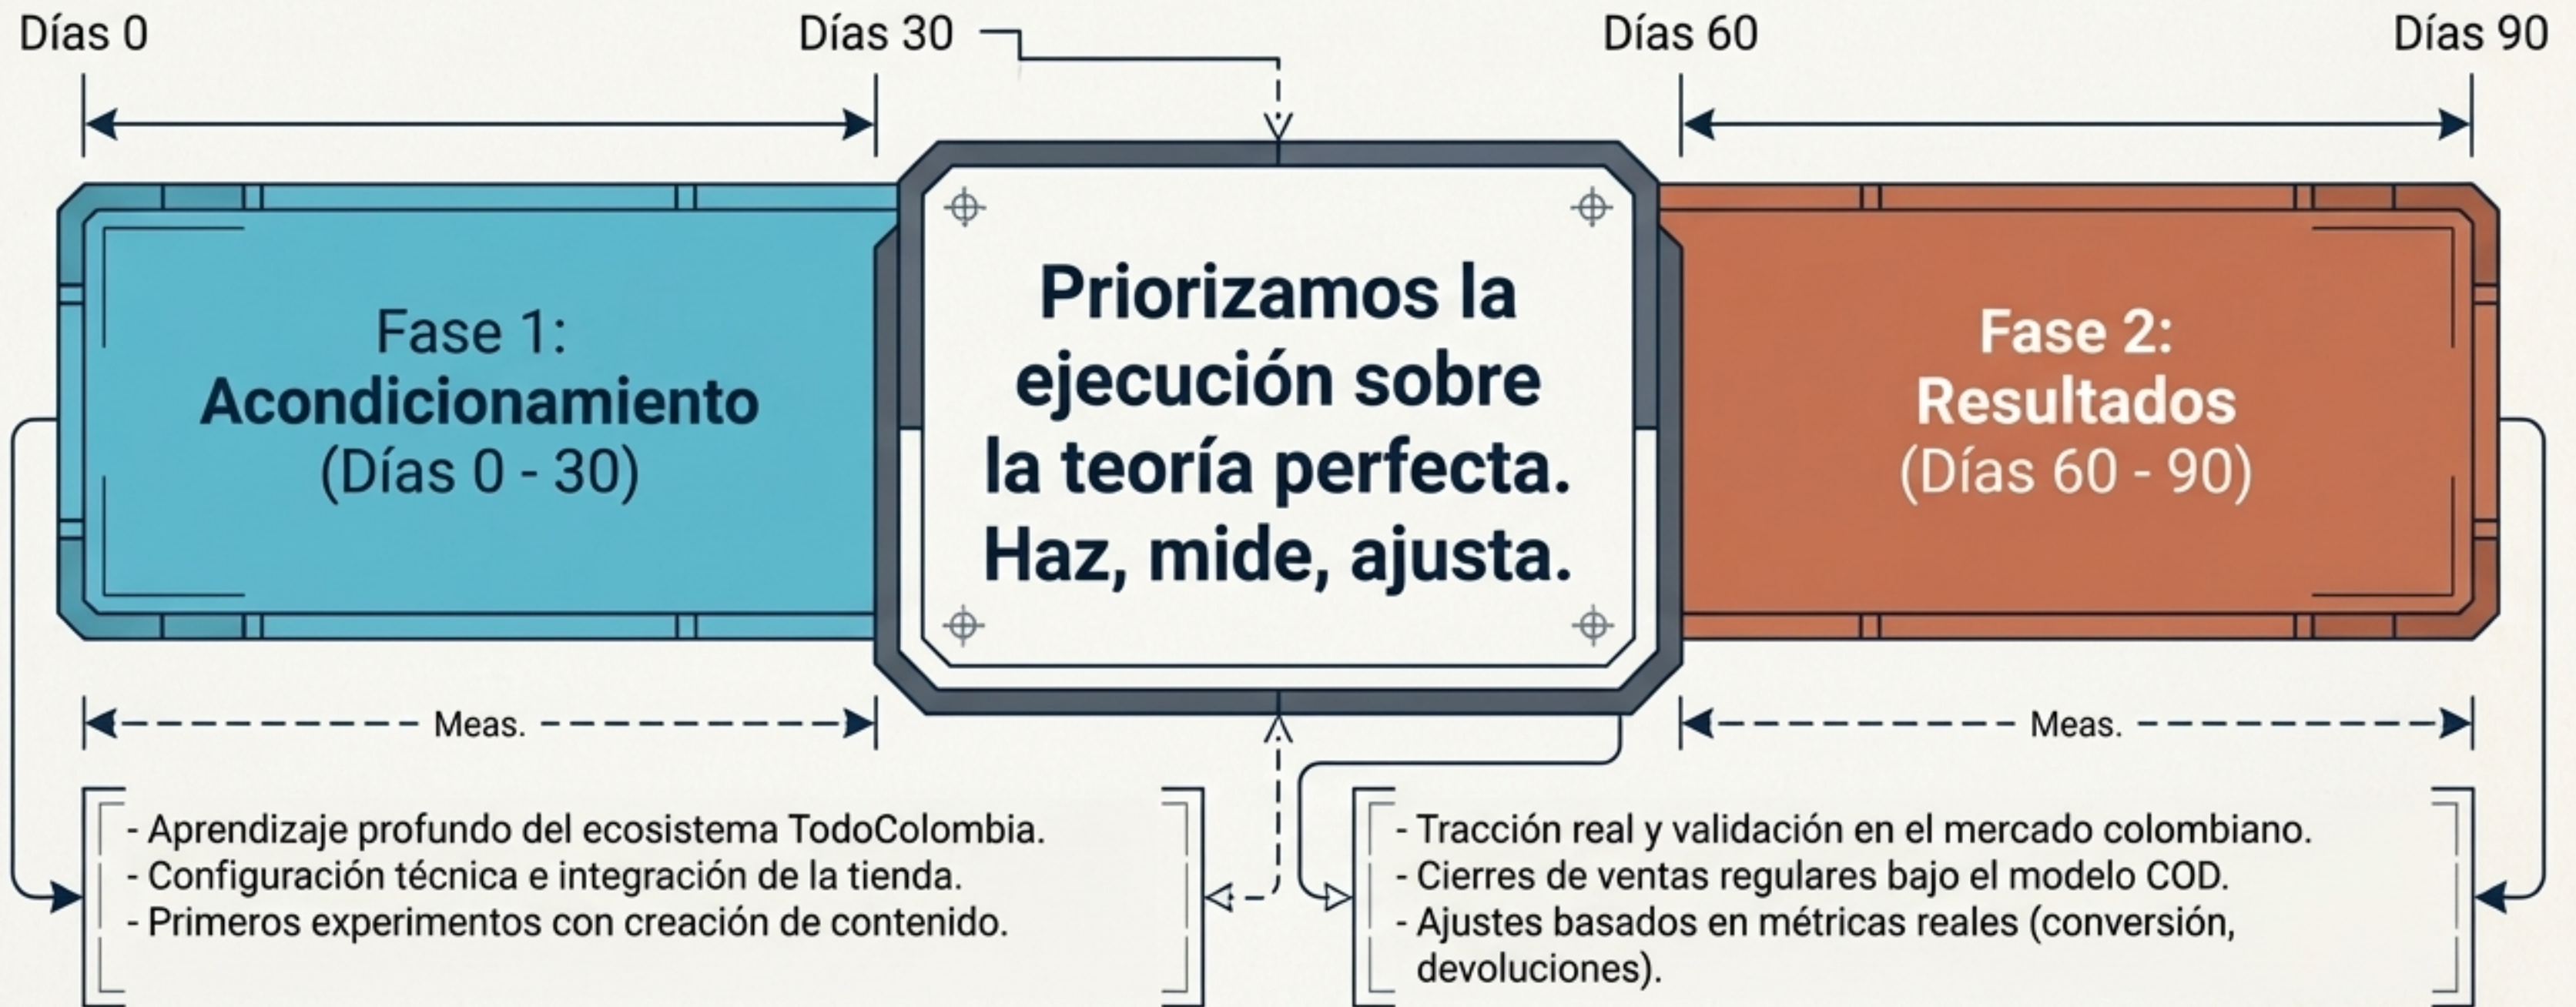 Días 0
Días 30
Días 60
Días 90
Fase 1:
Acondicionamiento
(Días 0 - 30)
Priorizamos la
ejecución sobre
la teoría perfecta.
Haz, mide, ajusta.
Fase 2:
Resultados
(Días 60 - 90)
Meas.
Meas.
- Aprendizaje profundo del ecosistema TodoColombia.
- Configuración técnica e integración de la tienda.
- Primeros experimentos con creación de contenido.
- Tracción real y validación en el mercado colombiano.
- Cierres de ventas regulares bajo el modelo COD.
- Ajustes basados en métricas reales (conversión,
devoluciones).